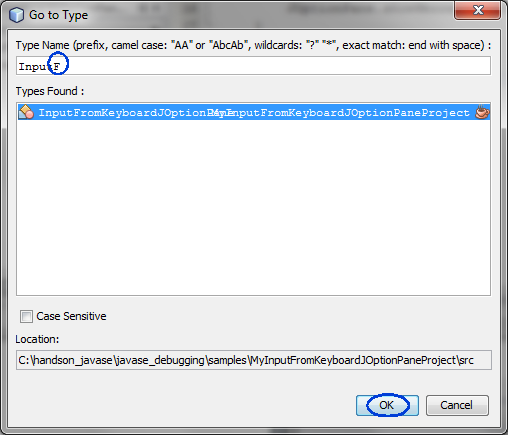 Go to Type
Type Name (prefix, camel case: "AA" or "AbcAb", wildcards: "?" "*", exact match: end with space) :
InputF
Types Found :
InputFromKeyboardJOptionPane MyInputFromKeyboardJOptionPaneProject
Case Sensitive
Location:
C:\handson_javase\javase_debugging\samples\MyInputFromKeyboardJOptionPaneProject\src
OK Cancel